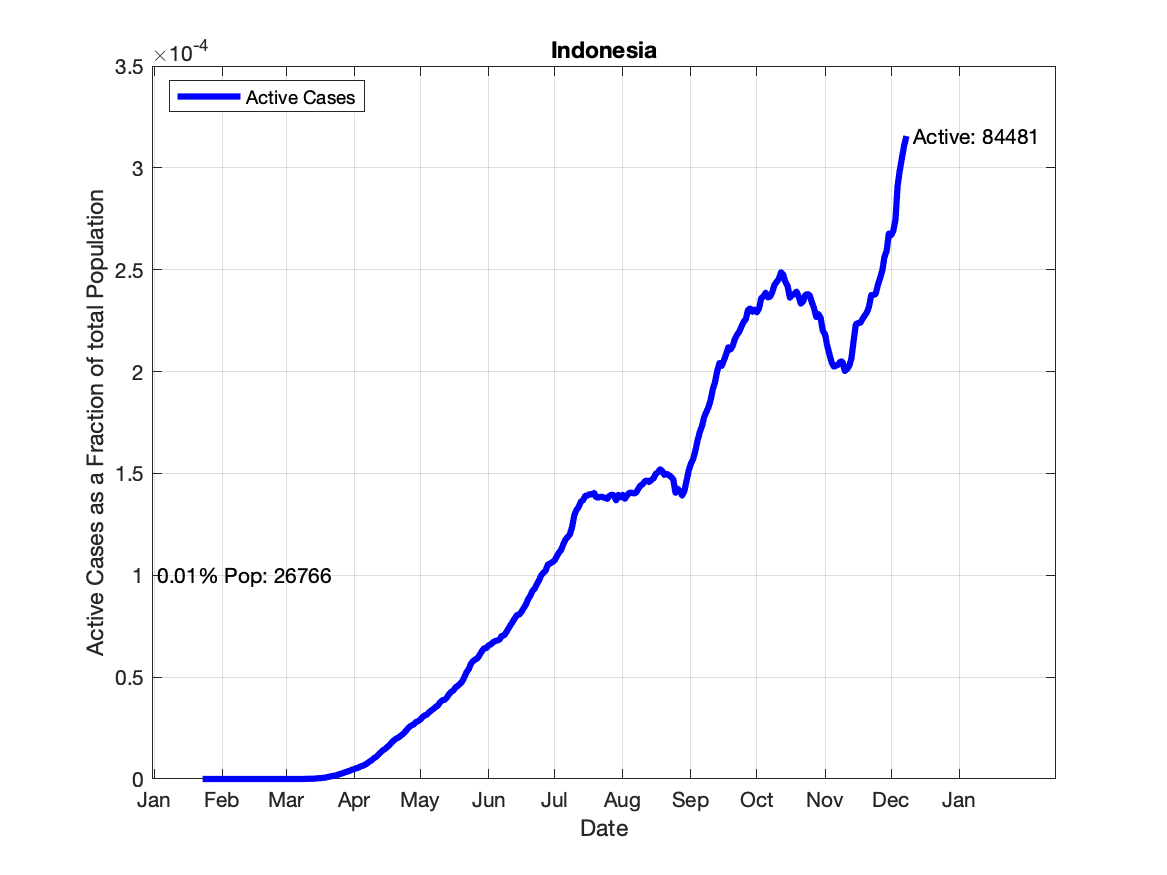 Indonesia
×10-4
Active Cases
3.5
3
2.5
2
1.5
1
0.5
0
Active Cases as a Fraction of total Population
Active: 84481
0.01% Pop: 26766
Jan Feb Mar Apr May Jun Jul Aug Sep Oct Nov Dec Jan
Date